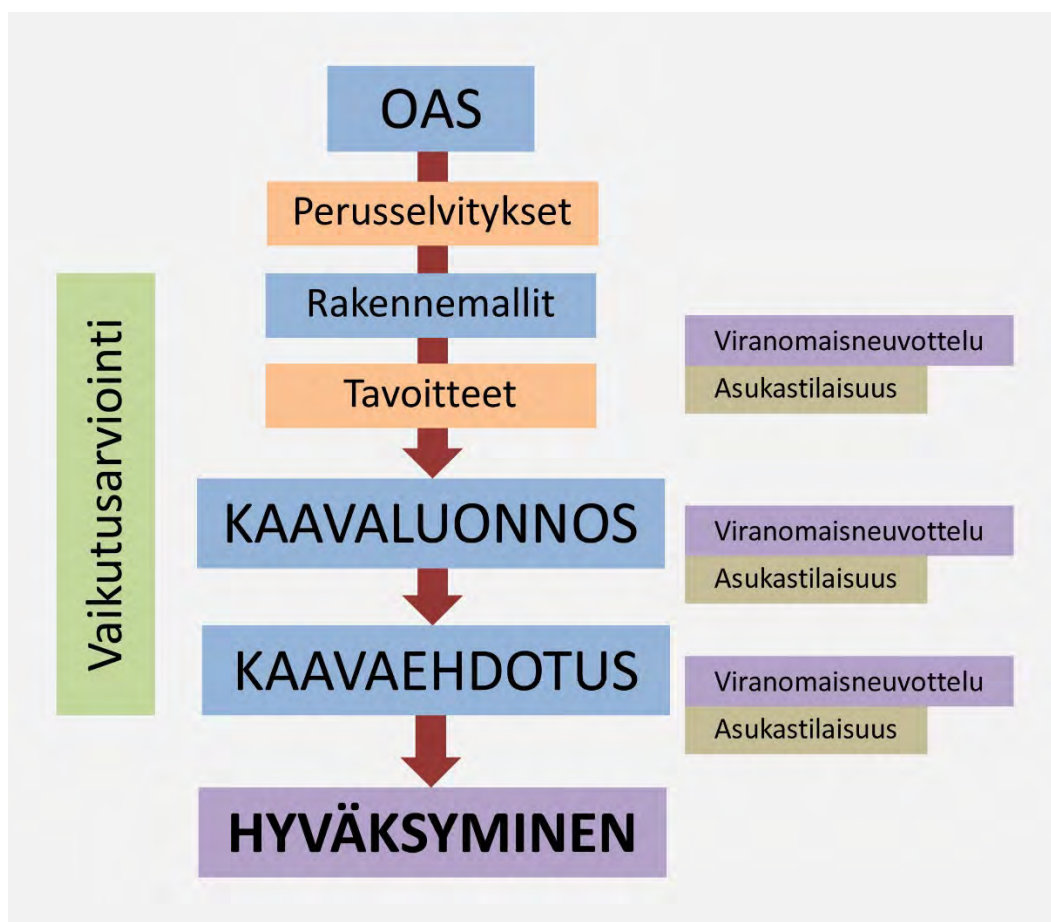 OAS
Perusselvitykset
Rakennemallit
Tavoitteet
Viranomaisneuvottelu
Asukastilaisuus
KAAVALUONNOS
Viranomaisneuvottelu
Asukastilaisuus
KAAVAEHDOTUS
Viranomaisneuvottelu
Asukastilaisuus
HYVÄKSYMINEN
Vaikutusarviointi